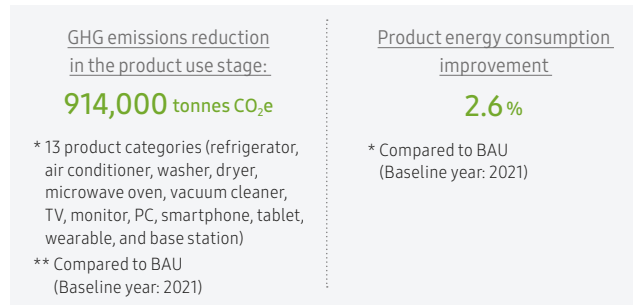 GHG emissions reduction
in the product use stage:
914,000 tonnes CO₂e
* 13 product categories (refrigerator,
air conditioner, washer, dryer,
microwave oven, vacuum cleaner,
TV, monitor, PC, smartphone, tablet,
wearable, and base station)
** Compared to BAU
(Baseline year: 2021)
Product energy consumption
improvement
2.6 %
* Compared to BAU
(Baseline year: 2021)